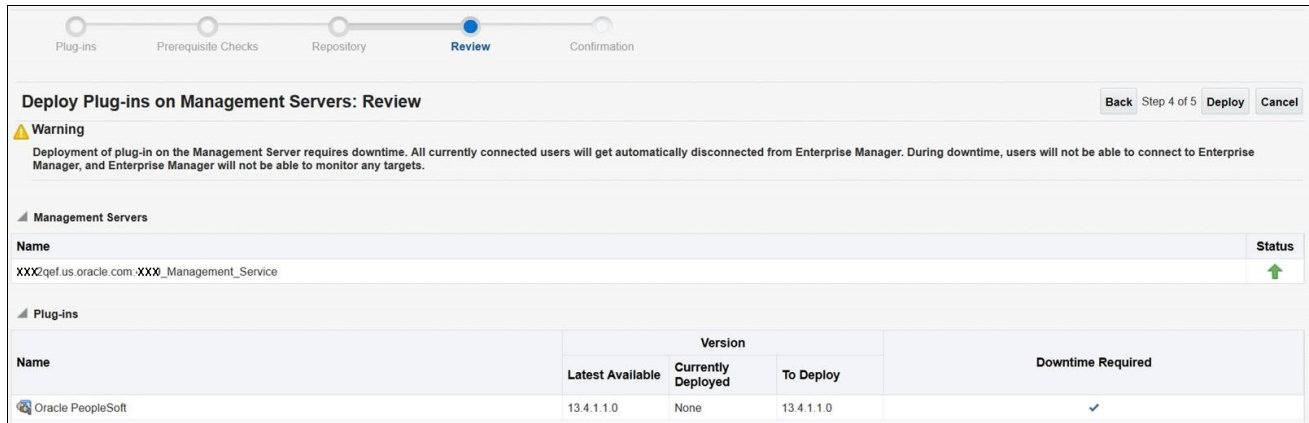 Plug-ins Prerequisite Checks Repository Review Confirmation
Deploy Plug-ins on Management Servers: Review
Back Step 4 of 5 Deploy Cancel
Warning
Deployment of plug-in on the Management Server requires downtime. All currently connected users will get automatically disconnected from Enterprise Manager. During downtime, users will not be able to connect to Enterprise
Manager, and Enterprise Manager will not be able to monitor any targets.
Management Servers
Name Status
XXX2qef.us.oracle.com:XXX_Management_Service
Plug-ins
Name Version Downtime Required
Latest Available Currently Deployed To Deploy
Oracle PeopleSoft 13.4.1.1.0 None 13.4.1.1.0